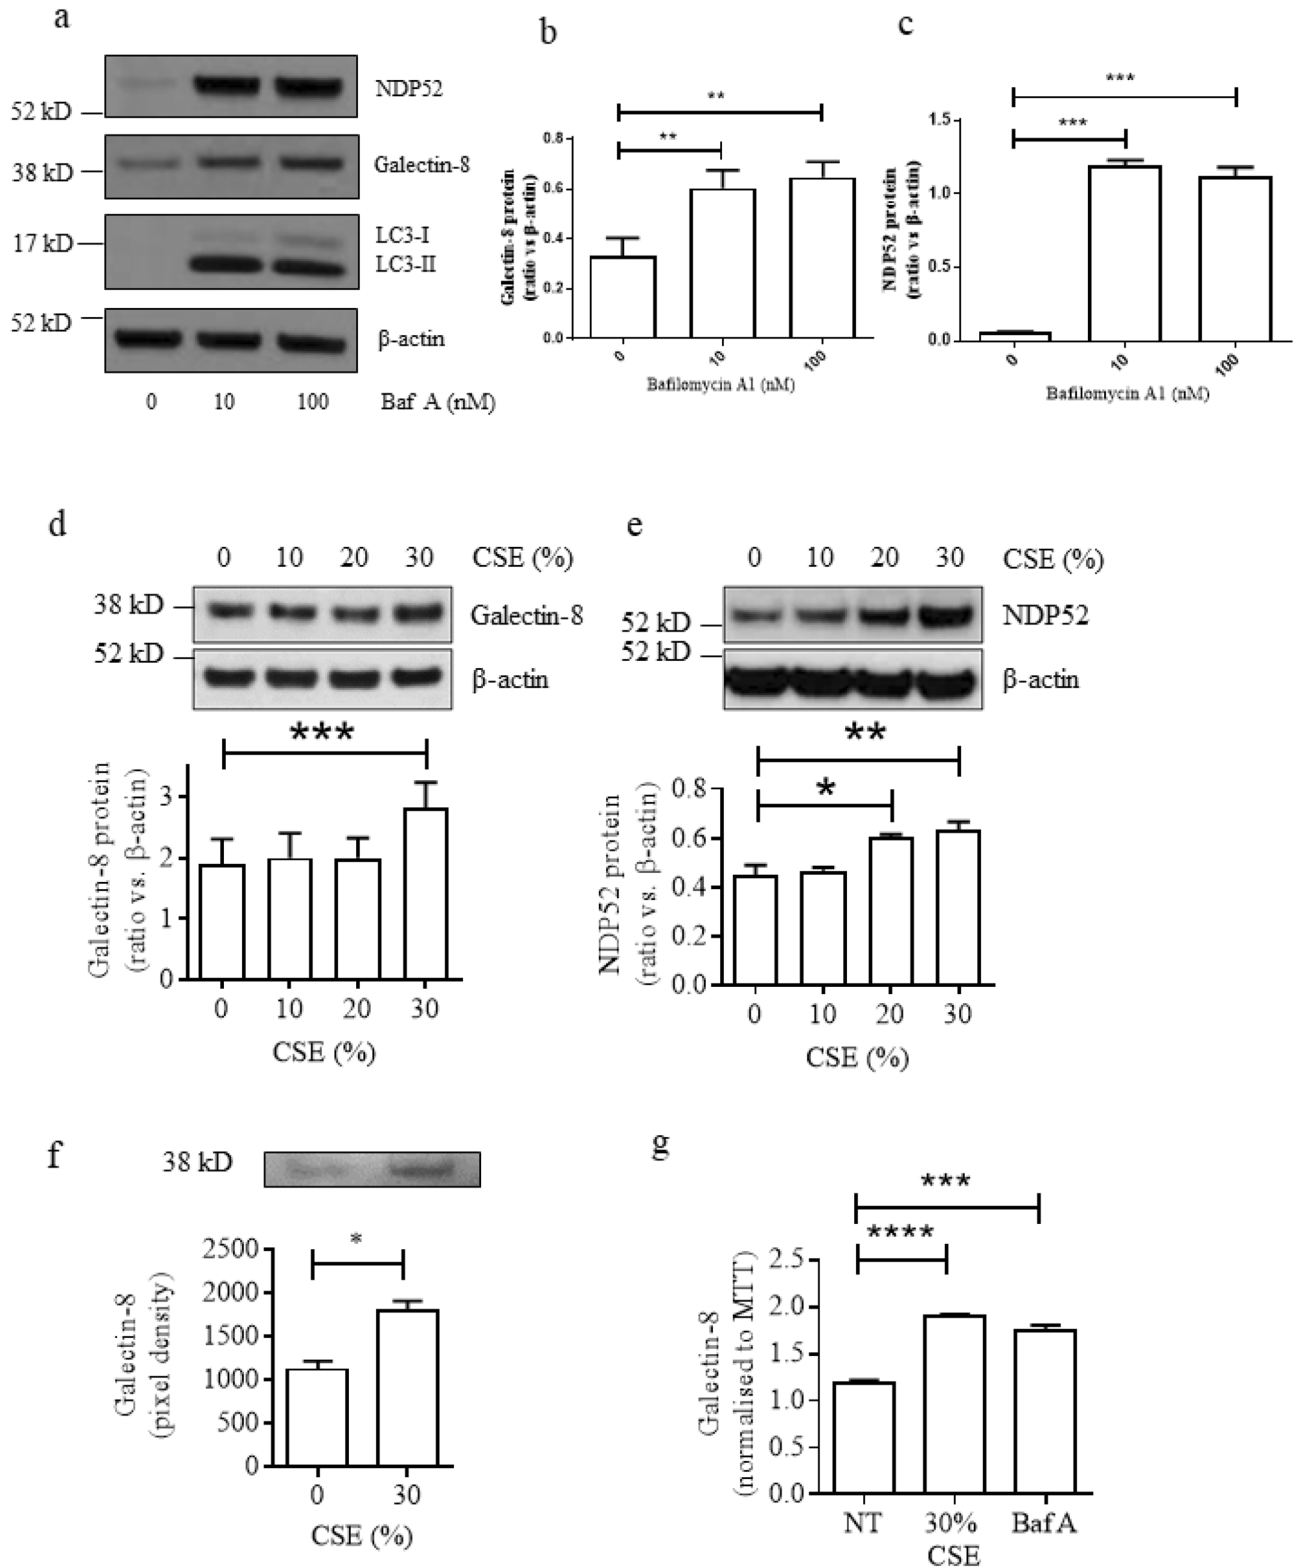 a
NDP52
52 kD
Galectin-8
38 kD
LC3-I
17 kD
LC3-II
52 kD
β-actin
0 10 100 Baf A (nM)
b
**
**
0.8
0.6
0.4
0.2
0.0
Galectin-8 protein
(ratio vs β-actin)
0 10 100
Bafilomycin A1 (nM)
c
***
***
1.5
1.0
0.5
0.0
NDP52 protein
(ratio vs β-actin)
0 10 100
Bafilomycin A1 (nM)
d
0 10 20 30 CSE (%)
38 kD
Galectin-8
52 kD
β-actin
***
3
2
1
0
Galectin-8 protein
(ratio vs. β-actin)
0 10 20 30
CSE (%)
e
0 10 20 30 CSE (%)
52 kD
NDP52
52 kD
β-actin
**
*
0.8
0.6
0.4
0.2
0.0
NDP52 protein
(ratio vs. β-actin)
0 10 20 30
CSE (%)
f
38 kD
*
2500
2000
1500
1000
500
0
Galectin-8
(pixel density)
0 30
CSE (%)
g
***
****
2.5
2.0
1.5
1.0
0.5
0.0
Galectin-8
(normalised to MTT)
NT 30% Baf A
CSE